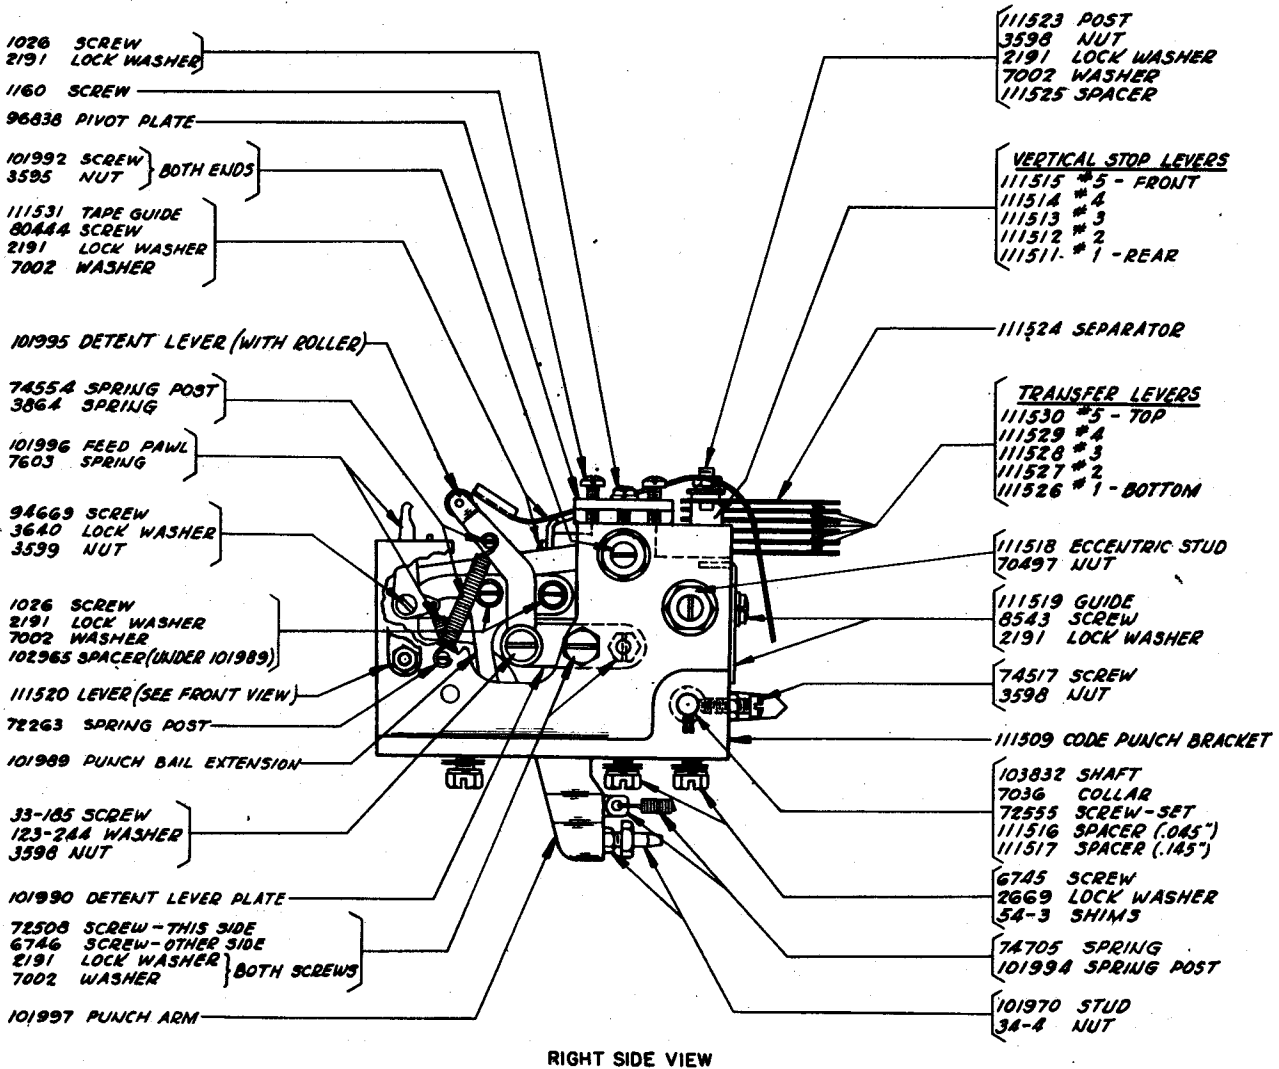 1026 SCREW
2191 LOCK WASHER
1160 SCREW
96838 PIVOT PLATE
101992 SCREW
3595 NUT
BOTH ENDS
111531 TAPE GUIDE
80444 SCREW
2191 LOCK WASHER
7002 WASHER
101995 DETENT LEVER (WITH ROLLER)
74554 SPRING POST
3864 SPRING
101996 FEED PAWL
7603 SPRING
94669 SCREW
3640 LOCK WASHER
3599 NUT
1026 SCREW
2191 LOCK WASHER
7002 WASHER
102965 SPACER (UNDER 101989)
111520 LEVER (SEE FRONT VIEW)
72263 SPRING POST
101989 PUNCH BAIL EXTENSION
33-185 SCREW
123-244 WASHER
3598 NUT
101990 DETENT LEVER PLATE
72508 SCREW-THIS SIDE
6746 SCREW-OTHER SIDE
2191 LOCK WASHER
7002 WASHER
BOTH SCREWS
101997 PUNCH ARM
111523 POST
3598 NUT
2191 LOCK WASHER
7002 WASHER
111525 SPACER
VERTICAL STOP LEVERS
111515 #5 - FRONT
111514 #4
111513 #3
111512 #2
111511 #1 - REAR
111524 SEPARATOR
TRANSFER LEVERS
111530 #5 - TOP
111529 #4
111528 #3
111527 #2
111526 #1 - BOTTOM
111518 ECCENTRIC STUD
70497 NUT
111519 GUIDE
8543 SCREW
2191 LOCK WASHER
74517 SCREW
3598 NUT
111509 CODE PUNCH BRACKET
103832 SHAFT
7036 COLLAR
72555 SCREW-SET
111516 SPACER (.045")
111517 SPACER (.145")
6745 SCREW
2669 LOCK WASHER
54-3 SHIMS
74705 SPRING
101994 SPRING POST
101970 STUD
34-4 NUT
RIGHT SIDE VIEW